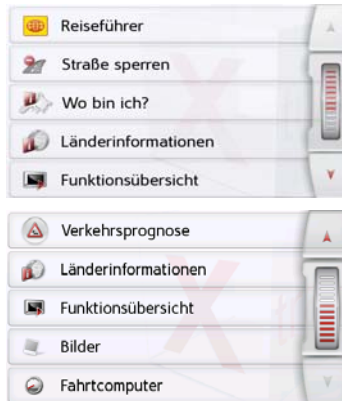 Reiseführer
Straße sperren
Wo bin ich?
Länderinformationen
Funktionsübersicht
Verkehrsprognose
Länderinformationen
Funktionsübersicht
Bilder
Fahrtcomputer